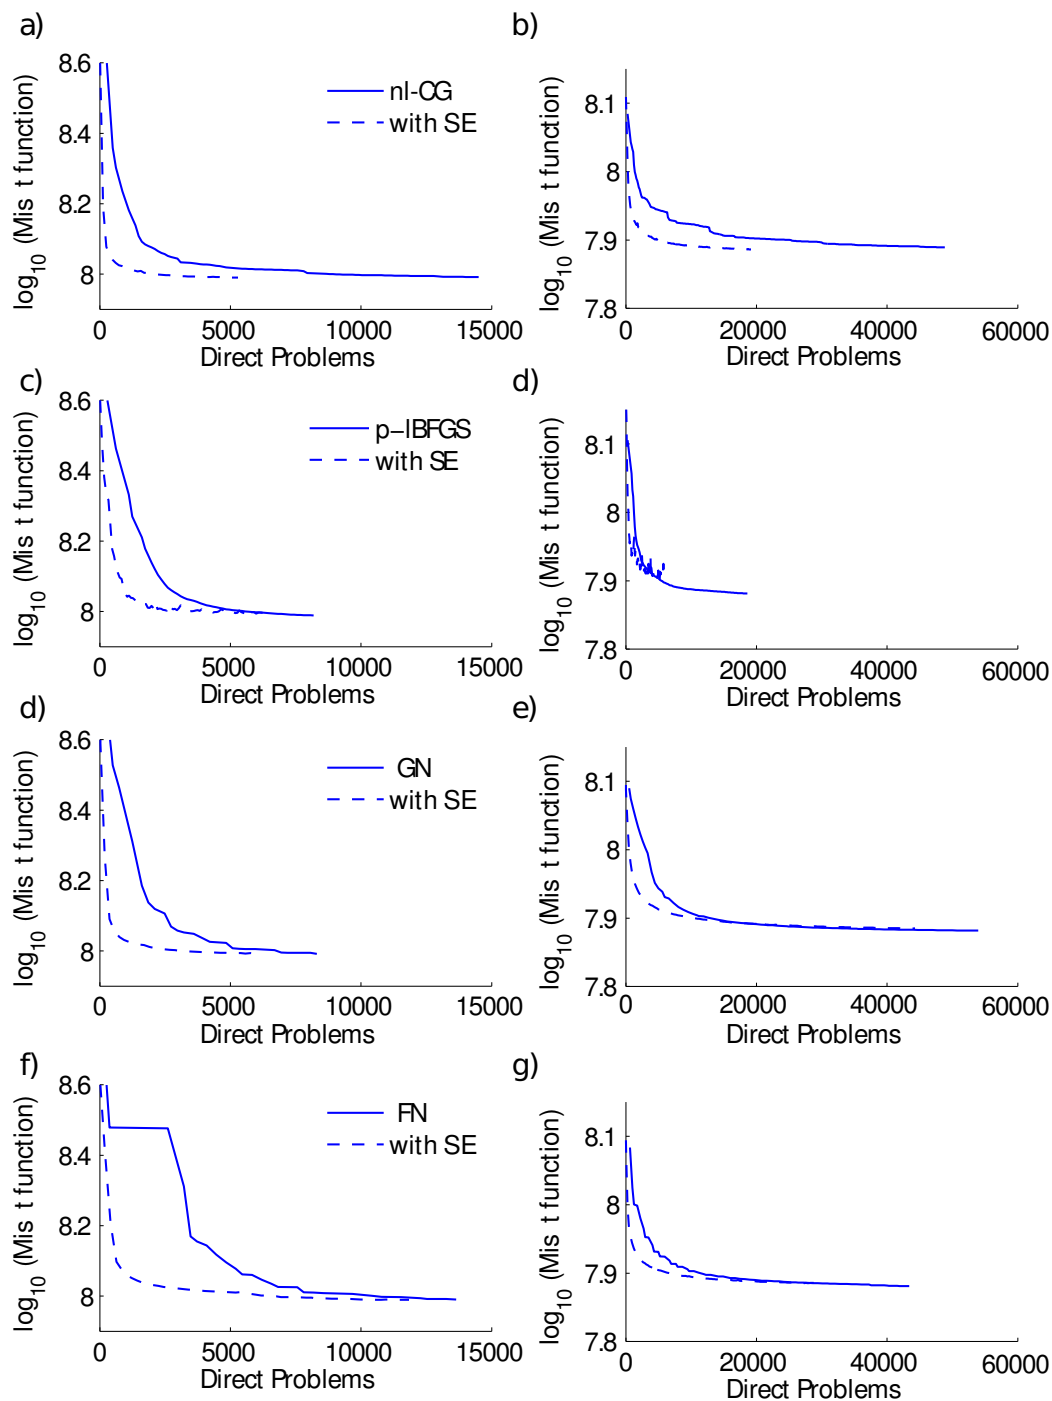 a)
log10 (Mis t function)
8.6
8.4
8.2
8
nl-CG
with SE
0 5000 10000 15000
Direct Problems
b)
log10 (Mis t function)
8.1
8
7.9
7.8
0 20000 40000 60000
Direct Problems
c)
log10 (Mis t function)
8.6
8.4
8.2
8
p–lBFGS
with SE
0 5000 10000 15000
Direct Problems
d)
log10 (Mis t function)
8.1
8
7.9
7.8
0 20000 40000 60000
Direct Problems
d)
log10 (Mis t function)
8.6
8.4
8.2
8
GN
with SE
0 5000 10000 15000
Direct Problems
e)
log10 (Mis t function)
8.1
8
7.9
7.8
0 20000 40000 60000
Direct Problems
f)
log10 (Mis t function)
8.6
8.4
8.2
8
FN
with SE
0 5000 10000 15000
Direct Problems
g)
log10 (Mis t function)
8.1
8
7.9
7.8
0 20000 40000 60000
Direct Problems